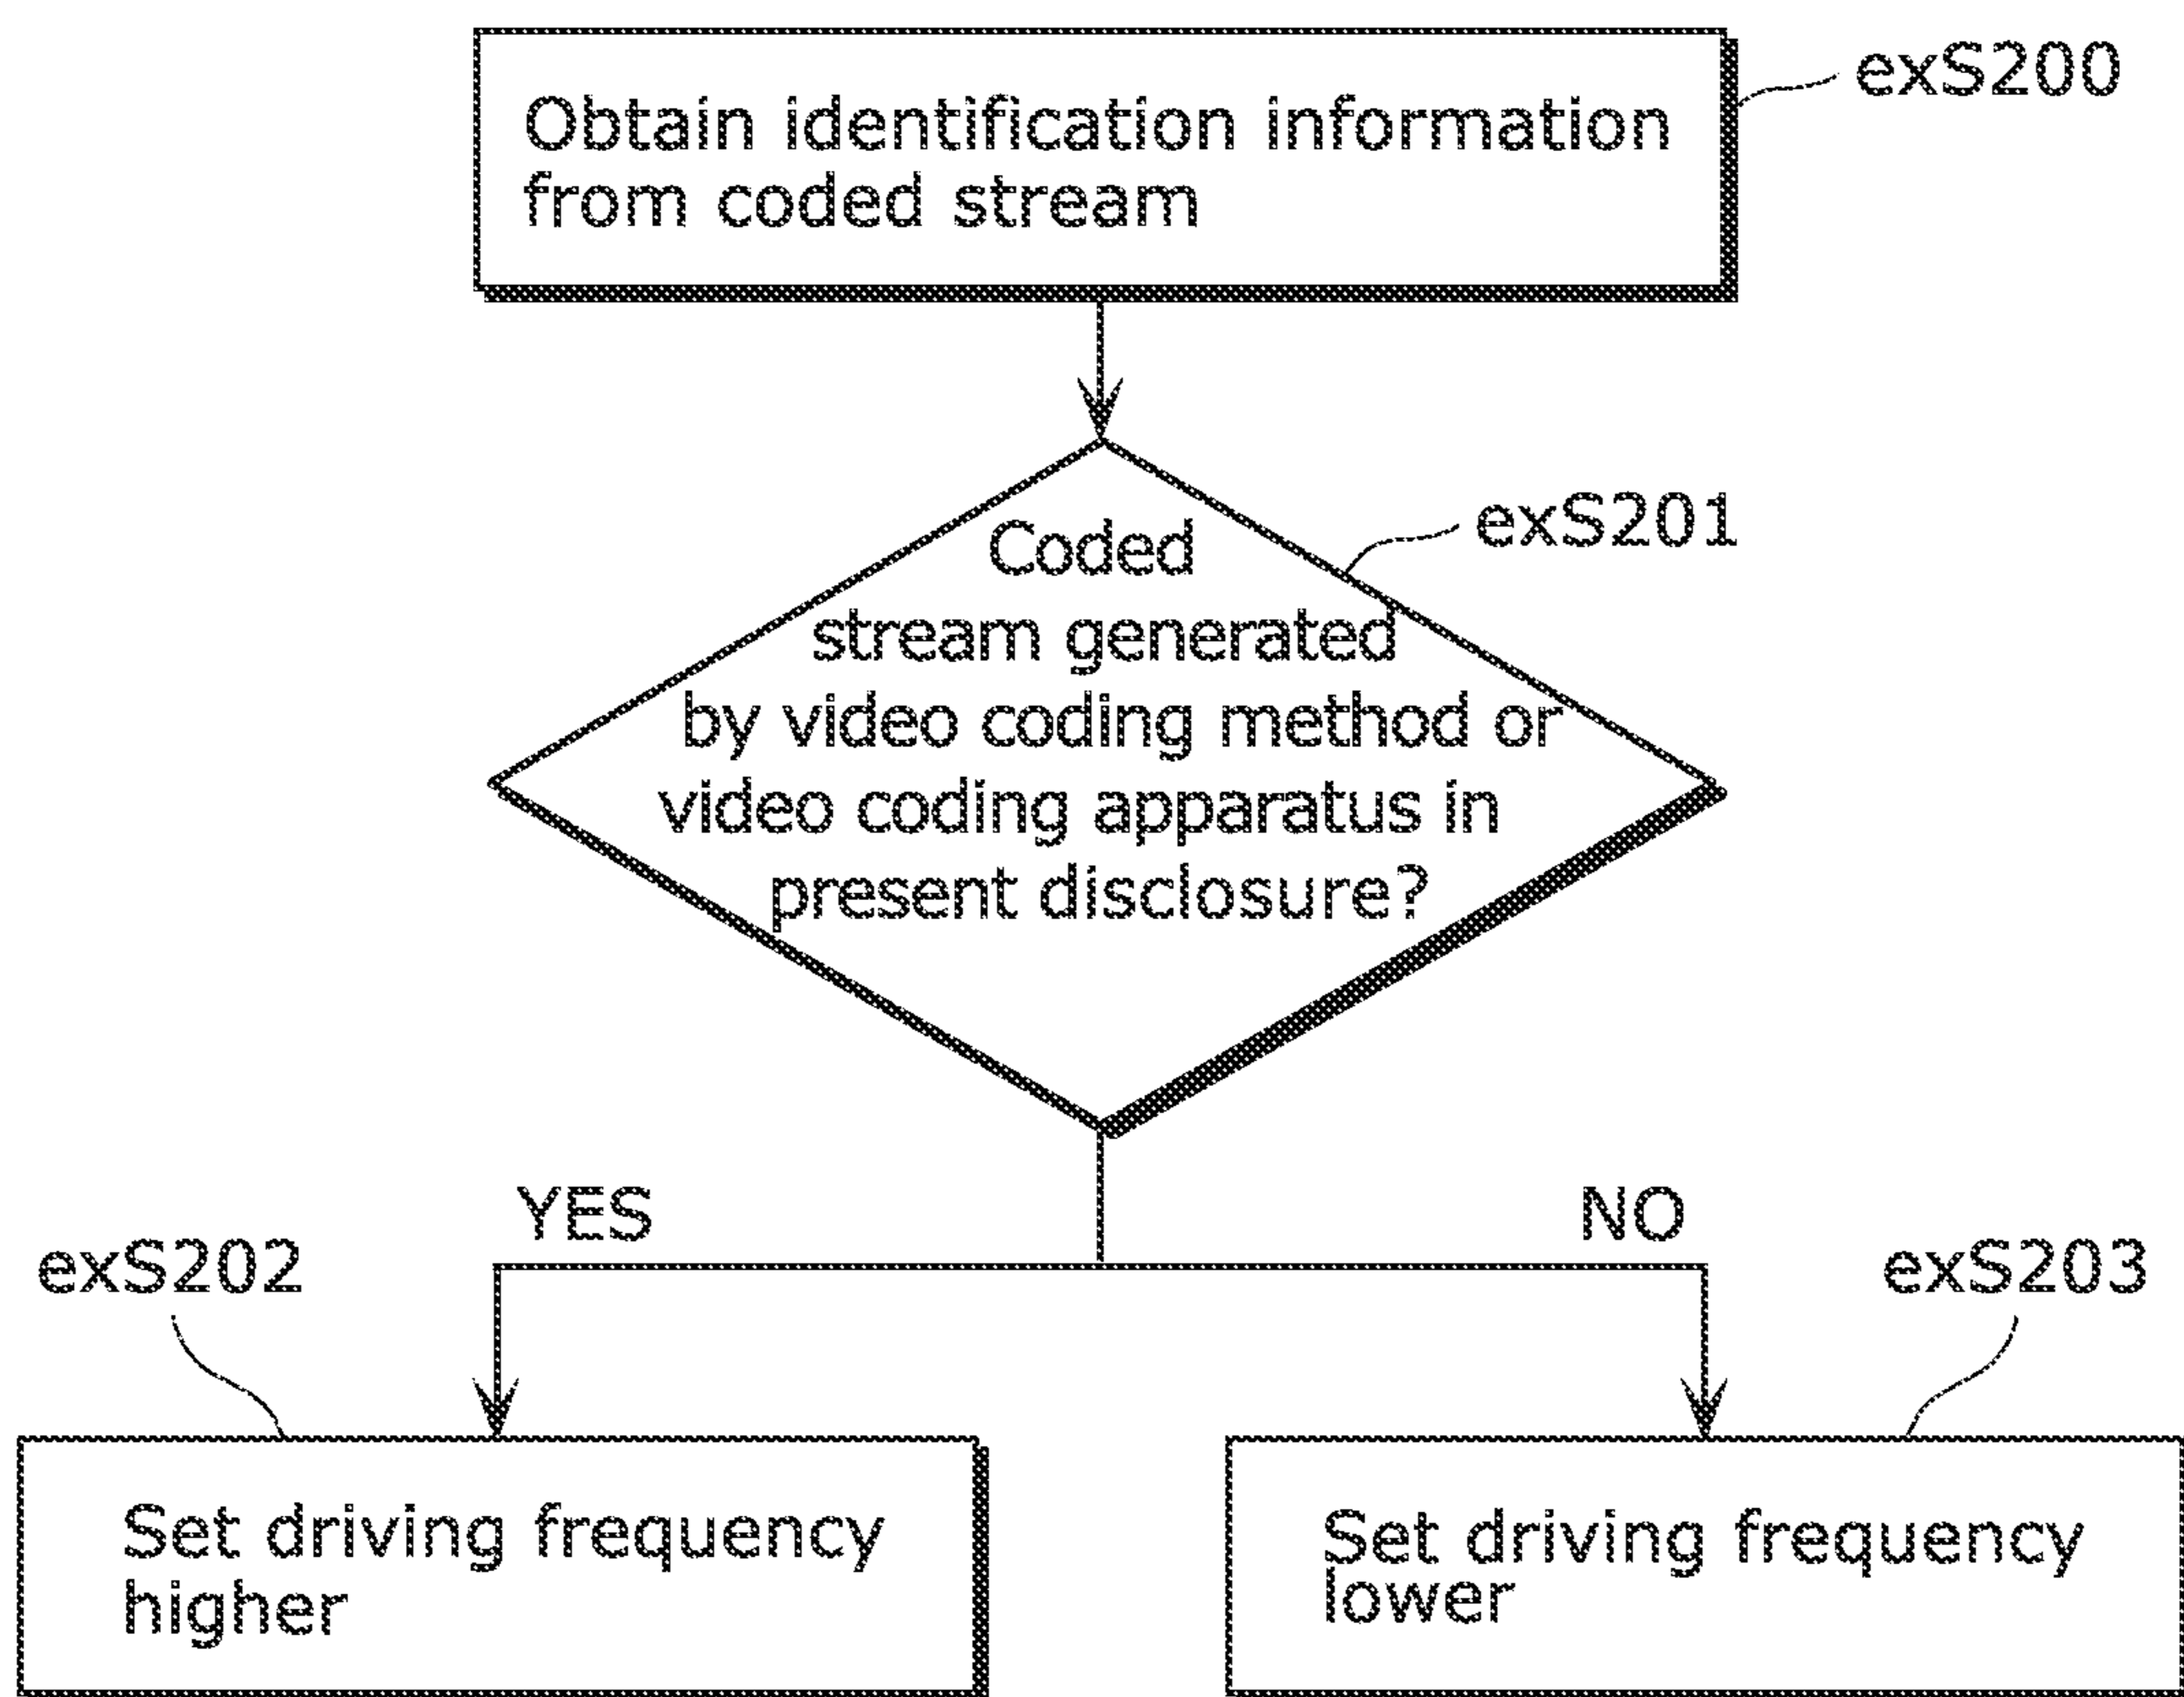 Obtain identification information
from coded stream
exS200
Coded
stream generated
by video coding method or
video coding apparatus in
present disclosure?
exS201
YES
NO
exS202
exS203
Set driving frequency
higher
Set driving frequency
lower